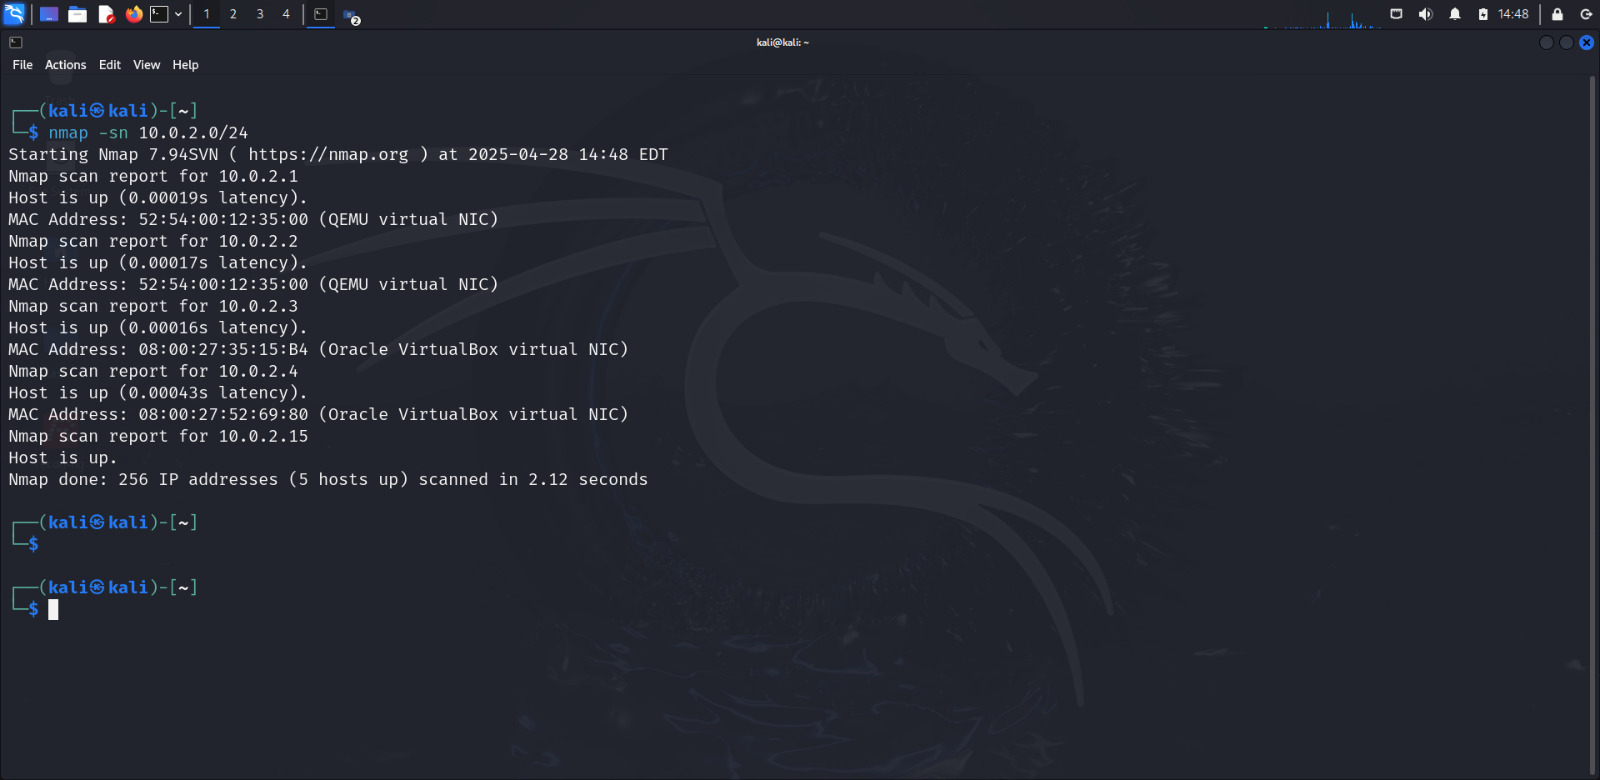 1 2 3 4
2
14:48
kali@kali: ~
File Actions Edit View Help
┌──(kali㉿kali)-[~]
└─$ nmap -sn 10.0.2.0/24
Starting Nmap 7.94SVN ( https://nmap.org ) at 2025-04-28 14:48 EDT
Nmap scan report for 10.0.2.1
Host is up (0.00019s latency).
MAC Address: 52:54:00:12:35:00 (QEMU virtual NIC)
Nmap scan report for 10.0.2.2
Host is up (0.00017s latency).
MAC Address: 52:54:00:12:35:00 (QEMU virtual NIC)
Nmap scan report for 10.0.2.3
Host is up (0.00016s latency).
MAC Address: 08:00:27:35:15:B4 (Oracle VirtualBox virtual NIC)
Nmap scan report for 10.0.2.4
Host is up (0.00043s latency).
MAC Address: 08:00:27:52:69:80 (Oracle VirtualBox virtual NIC)
Nmap scan report for 10.0.2.15
Host is up.
Nmap done: 256 IP addresses (5 hosts up) scanned in 2.12 seconds
┌──(kali㉿kali)-[~]
└─$
┌──(kali㉿kali)-[~]
└─$